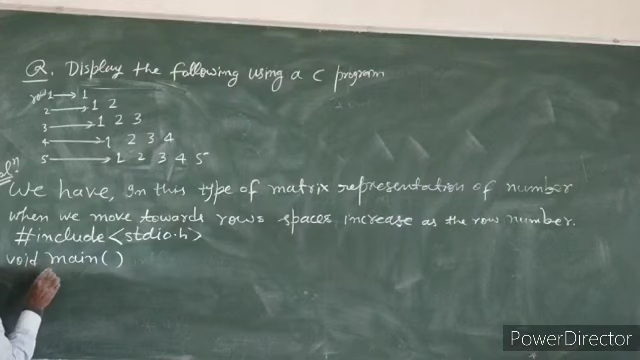 Q. Display the following using a C program
row 1 → 1
2 → 1 2
3 → 1 2 3
4 → 1 2 3 4
5 → 1 2 3 4 5
Solⁿ
We have, In this type of matrix representation of number
when we move towards rows spaces increase as the row number.
#include<stdio.h>
void main()
PowerDirector